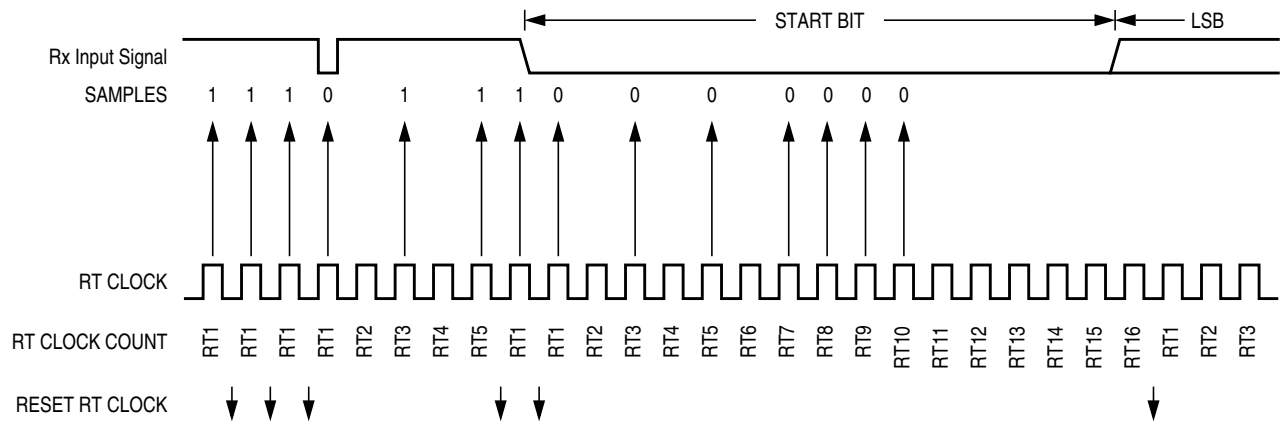 START BIT LSB
Rx Input Signal
SAMPLES 1 1 1 0 1 1 1 0 0 0 0 0 0 0
RT CLOCK
RT CLOCK COUNT RT1 RT1 RT1 RT1 RT2 RT3 RT4 RT5 RT1 RT1 RT2 RT3 RT4 RT5 RT6 RT7 RT8 RT9 RT10 RT11 RT12 RT13 RT14 RT15 RT16 RT1 RT2 RT3
RESET RT CLOCK